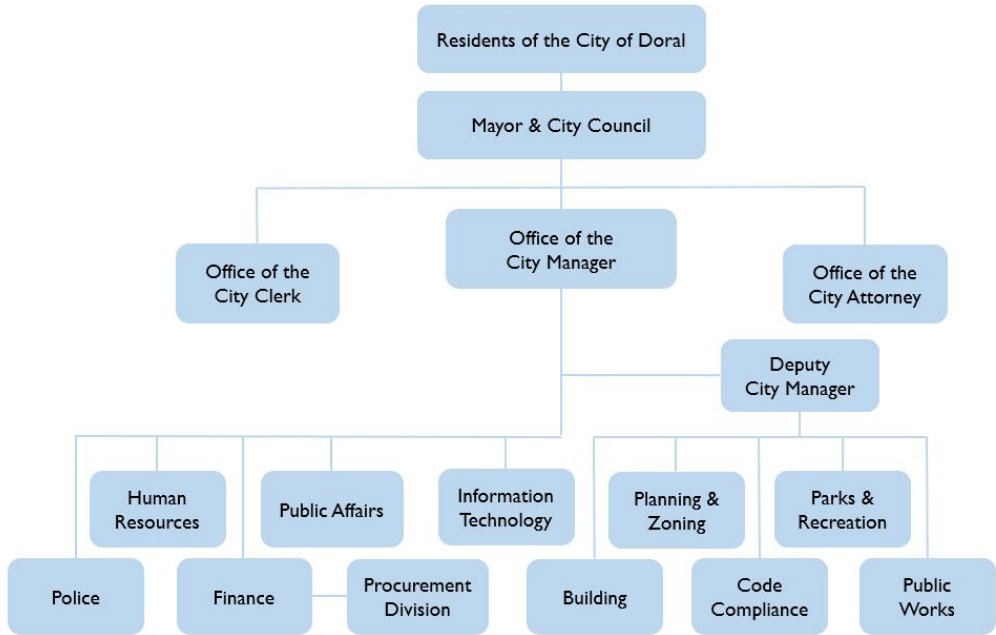 Residents of the City of Doral
Mayor & City Council
Office of the
City Manager
Office of the
City Clerk
Office of the
City Attorney
Deputy
City Manager
Human
Resources
Public Affairs
Information
Technology
Planning &
Zoning
Parks &
Recreation
Police
Finance
Procurement
Division
Building
Code
Compliance
Public
Works